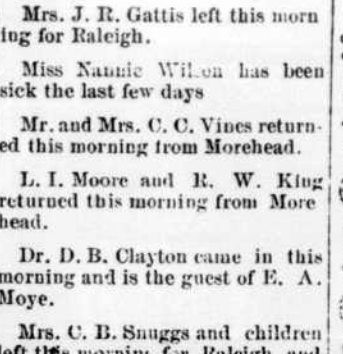 Mrs. J. R. Gattis left this morn
ing for Raleigh.
Miss Nannie Wilson has been
sick the last few days
Mr. and Mrs. C. C. Vines return-
ed this morning from Morehead.
L. I. Moore and R. W. King
returned this morning from More
head.
Dr. D. B. Clayton came in this
morning and is the guest of E. A.
Moye.
Mrs. C. B. Snuggs and children
left this morning for Raleigh and